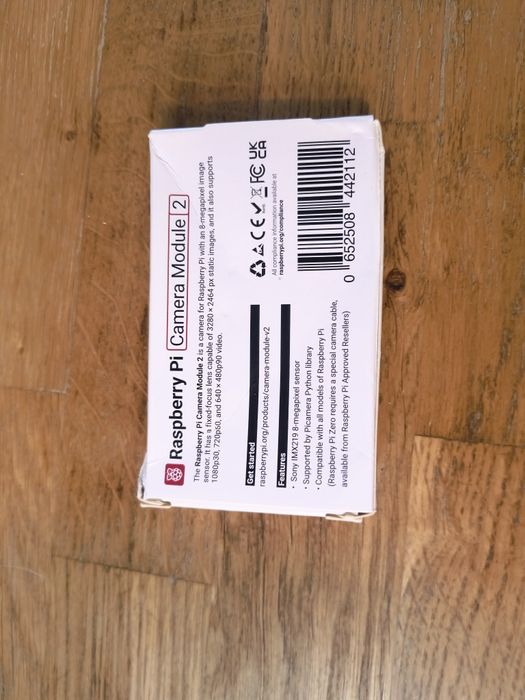 Raspberry Pi Camera Module 2
The Raspberry Pi Camera Module 2 is a camera for Raspberry Pi with an 8-megapixel image
sensor. It has a fixed-focus lens capable of 3280 × 2464 px static images, and it also supports
1080p30, 720p60, and 640 × 480p90 video.
Get started
raspberrypi.org/products/camera-module-v2
Features
· Sony IMX219 8-megapixel sensor
· Supported by Picamera Python library
· Compatible with all models of Raspberry Pi
(Raspberry Pi Zero requires a special camera cable,
available from Raspberry Pi Approved Resellers)
CE FC UK CA
All compliance information available at
raspberrypi.org/compliance
0 652508 442112